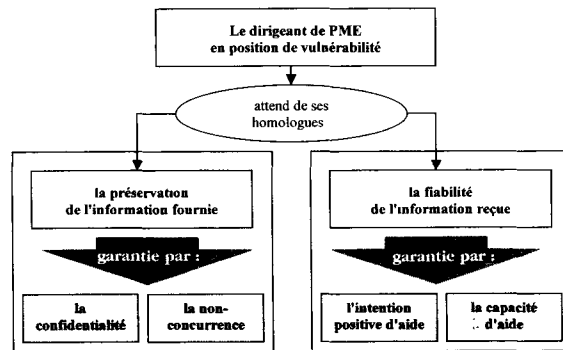 Le dirigeant de PME
en position de vulnérabilité
attend de ses
homologues
la préservation
de l'information fournie
garantie par :
la
confidentialité
la non-
concurrence
la fiabilité
de l'information reçue
garantie par :
l'intention
positive d'aide
la capacité
d'aide